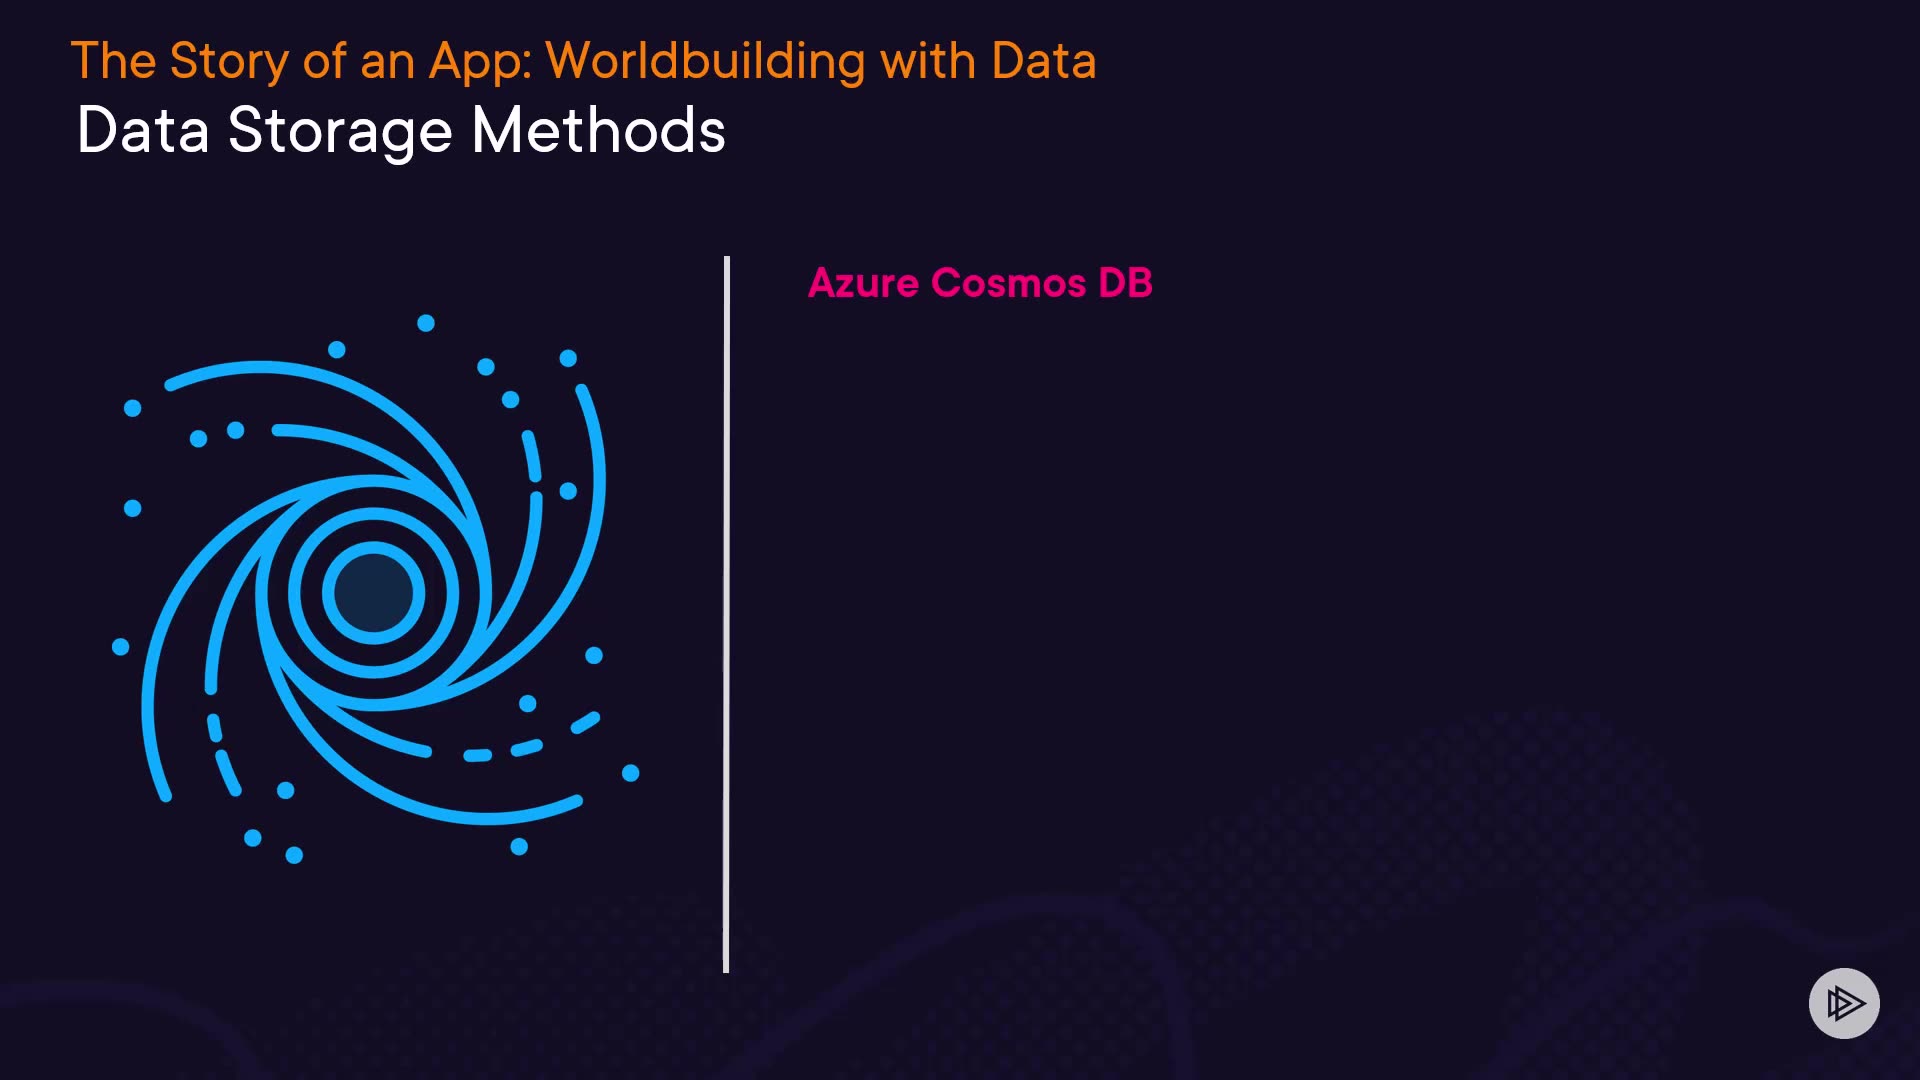 The Story of an App: Worldbuilding with Data
Data Storage Methods
Azure Cosmos DB